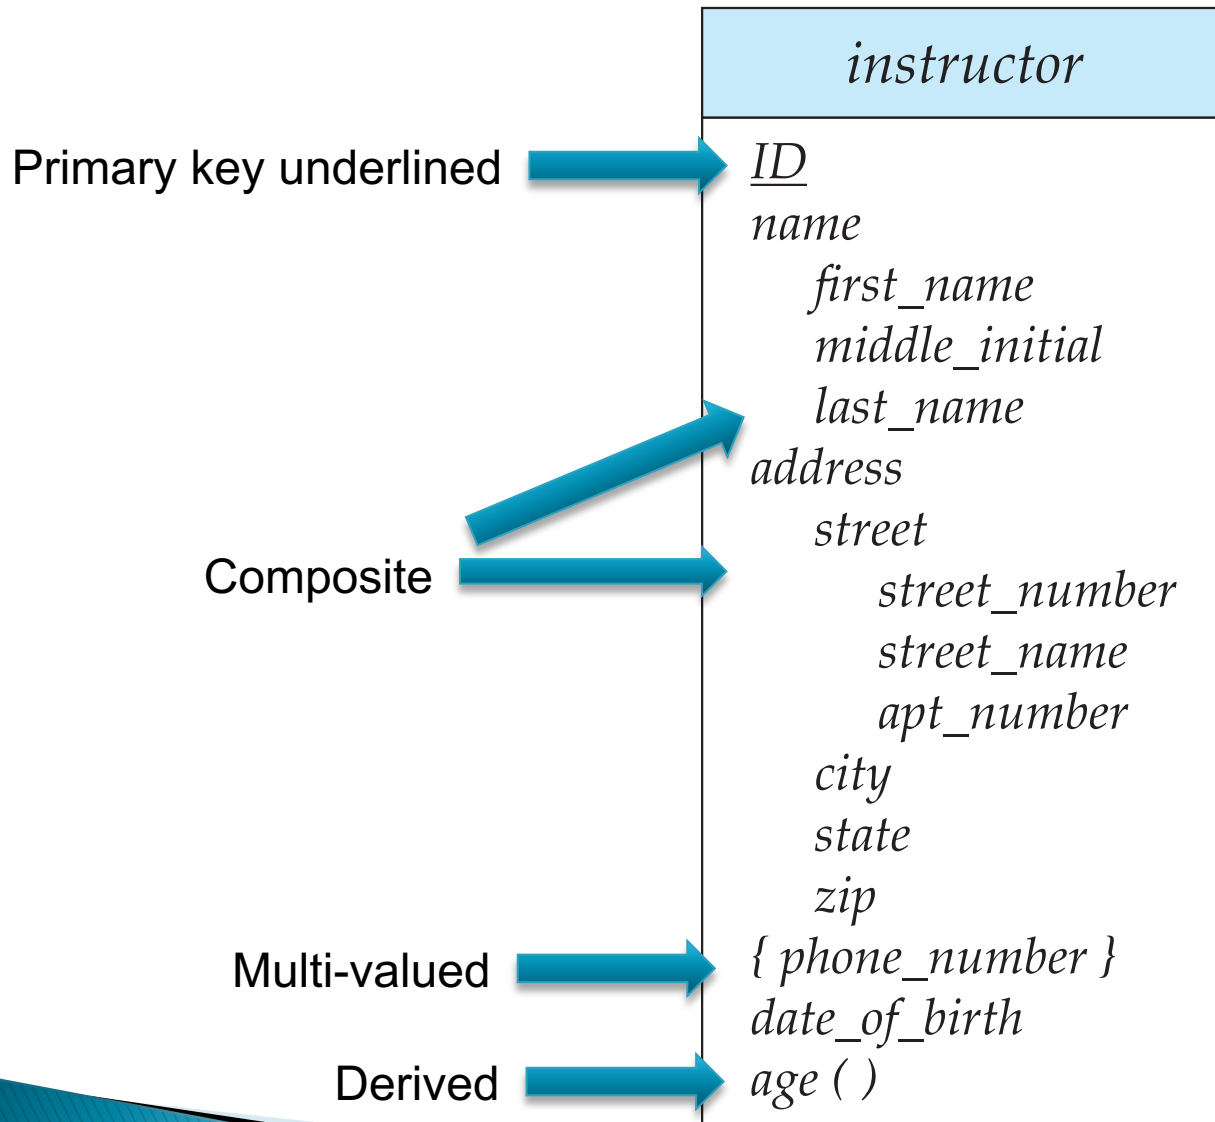 instructor
Primary key underlined
ID
name
first_name
middle_initial
last_name
address
street
Composite
street_number
street_name
apt_number
city
state
zip
Multi-valued
{ phone_number }
date_of_birth
Derived
age ( )